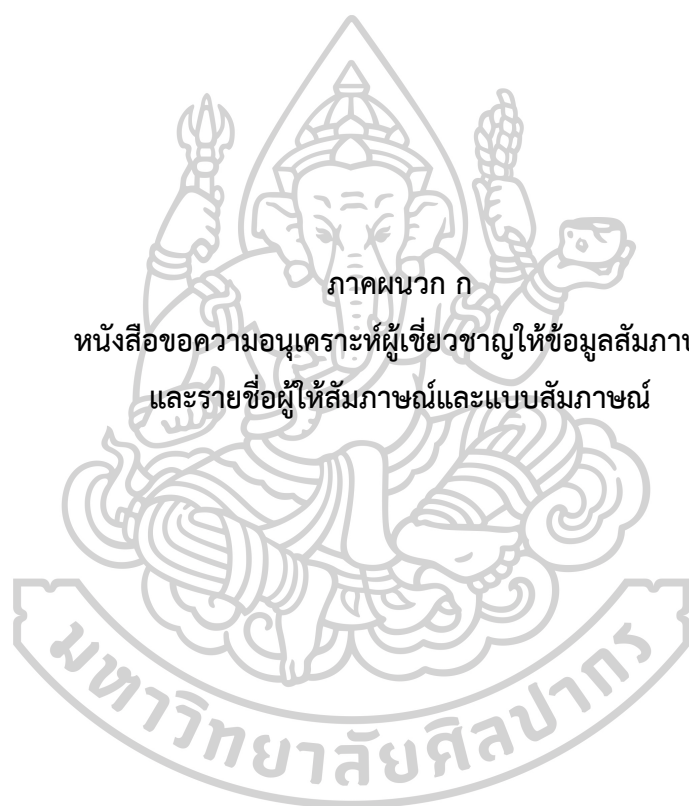 ภาคผนวก ก
หนังสือขอความอนุเคราะห์ผู้เชี่ยวชาญให้ข้อมูลสัมภา
และรายชื่อผู้ให้สัมภาษณ์และแบบสัมภาษณ์
มหาวิทยาลัยศิลปากร